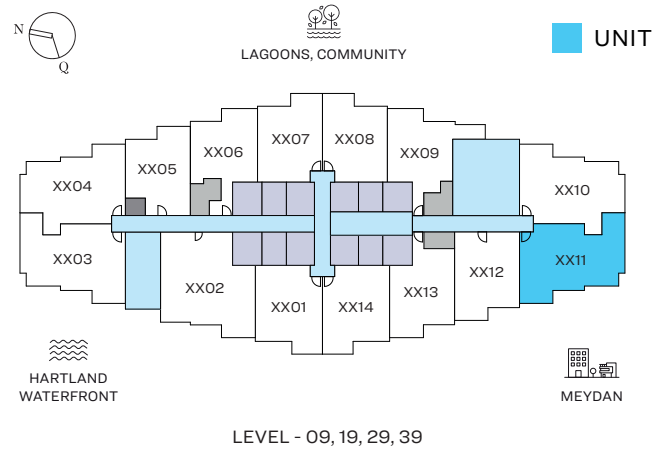 N
Q
LAGOONS, COMMUNITY
UNIT
XX07
XX08
XX06
XX09
XX05
XX04
XX10
XX03
XX11
XX02
XX12
XX13
XX01
XX14
HARTLAND
WATERFRONT
MEYDAN
LEVEL - 09, 19, 29, 39